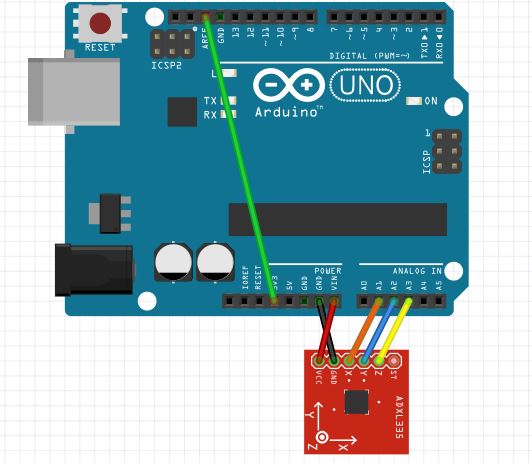 RESET
ICSP2
AREF
GND
13
12
~11
~10
~9
8
7
~6
~5
4
~3
2
TXD▲1
RXD▼0
DIGITAL (PWM=~)
L
TX
RX
UNO
Arduino™
ON
1
ICSP
POWER
ANALOG IN
IOREF
RESET
3V3
5V
GND
GND
VIN
A0
A1
A2
A3
A4
A5
VCC
GND
X
Y
Z
ST
ADXL335
Y
Z
X